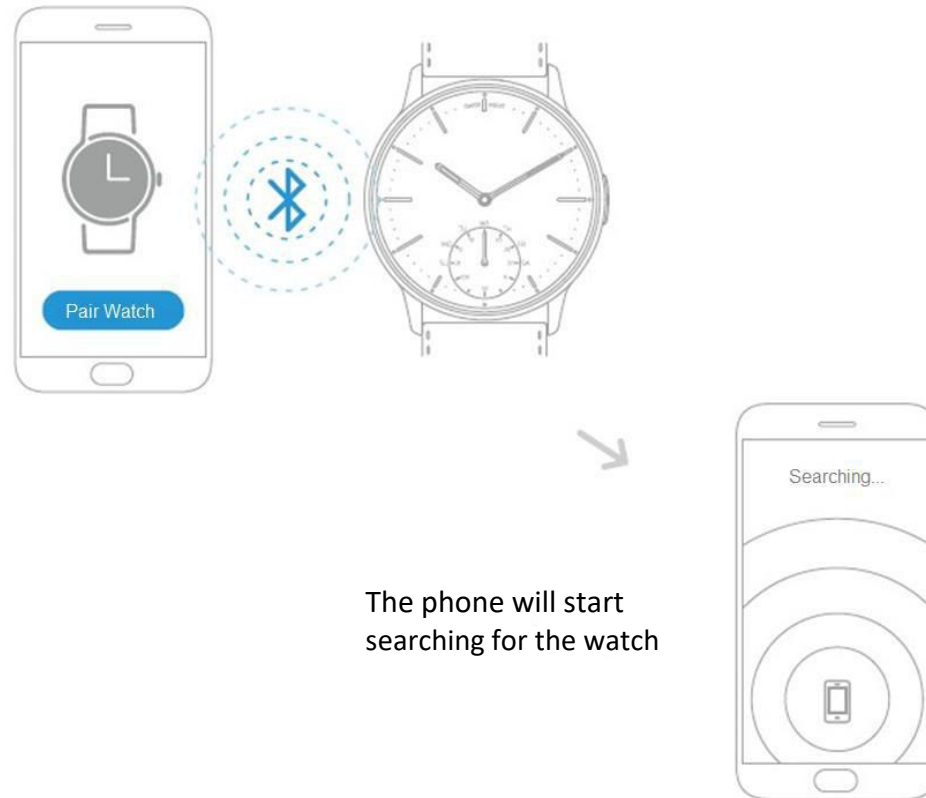 Pair Watch
Searching...
The phone will start
searching for the watch